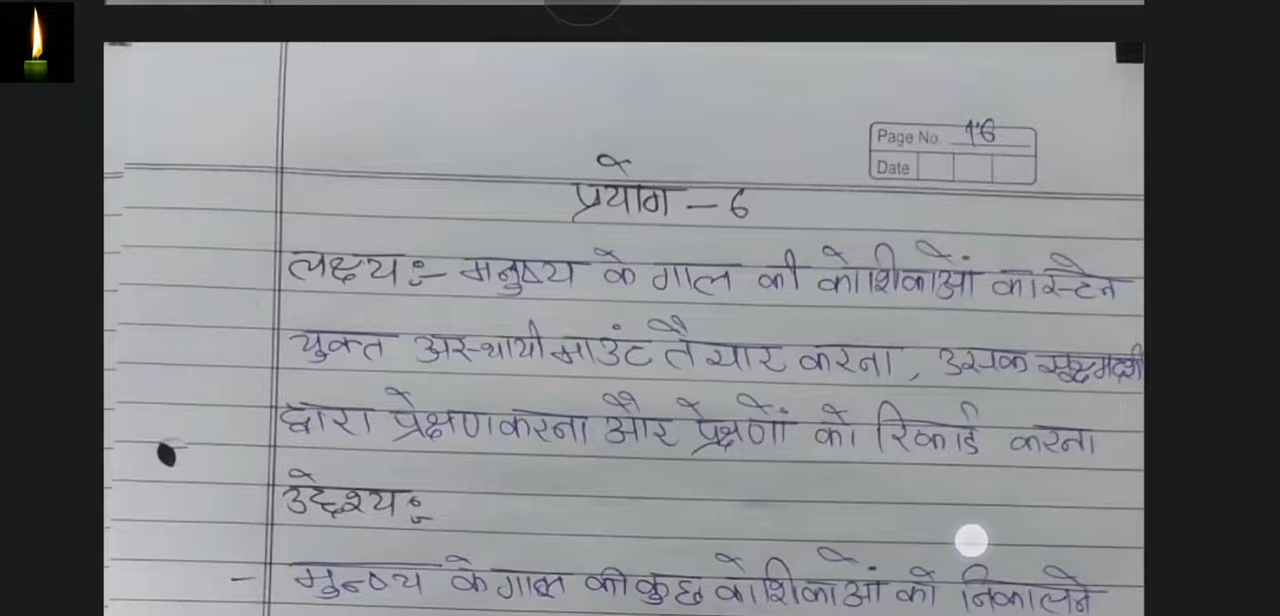 Page No. 16
Date
प्रयोग - 6
लक्ष्य :- मनुष्य के गाल की कोशिकाओं का स्टेन
युक्त अस्थायी माउंट तैयार करना, उसका सूक्ष्मदर्शी
द्वारा प्रेक्षण करना और प्रेक्षणों को रिकार्ड करना
उद्देश्य :-
- मुनष्य के गाल की कुछ कोशिकाओं को निकालने